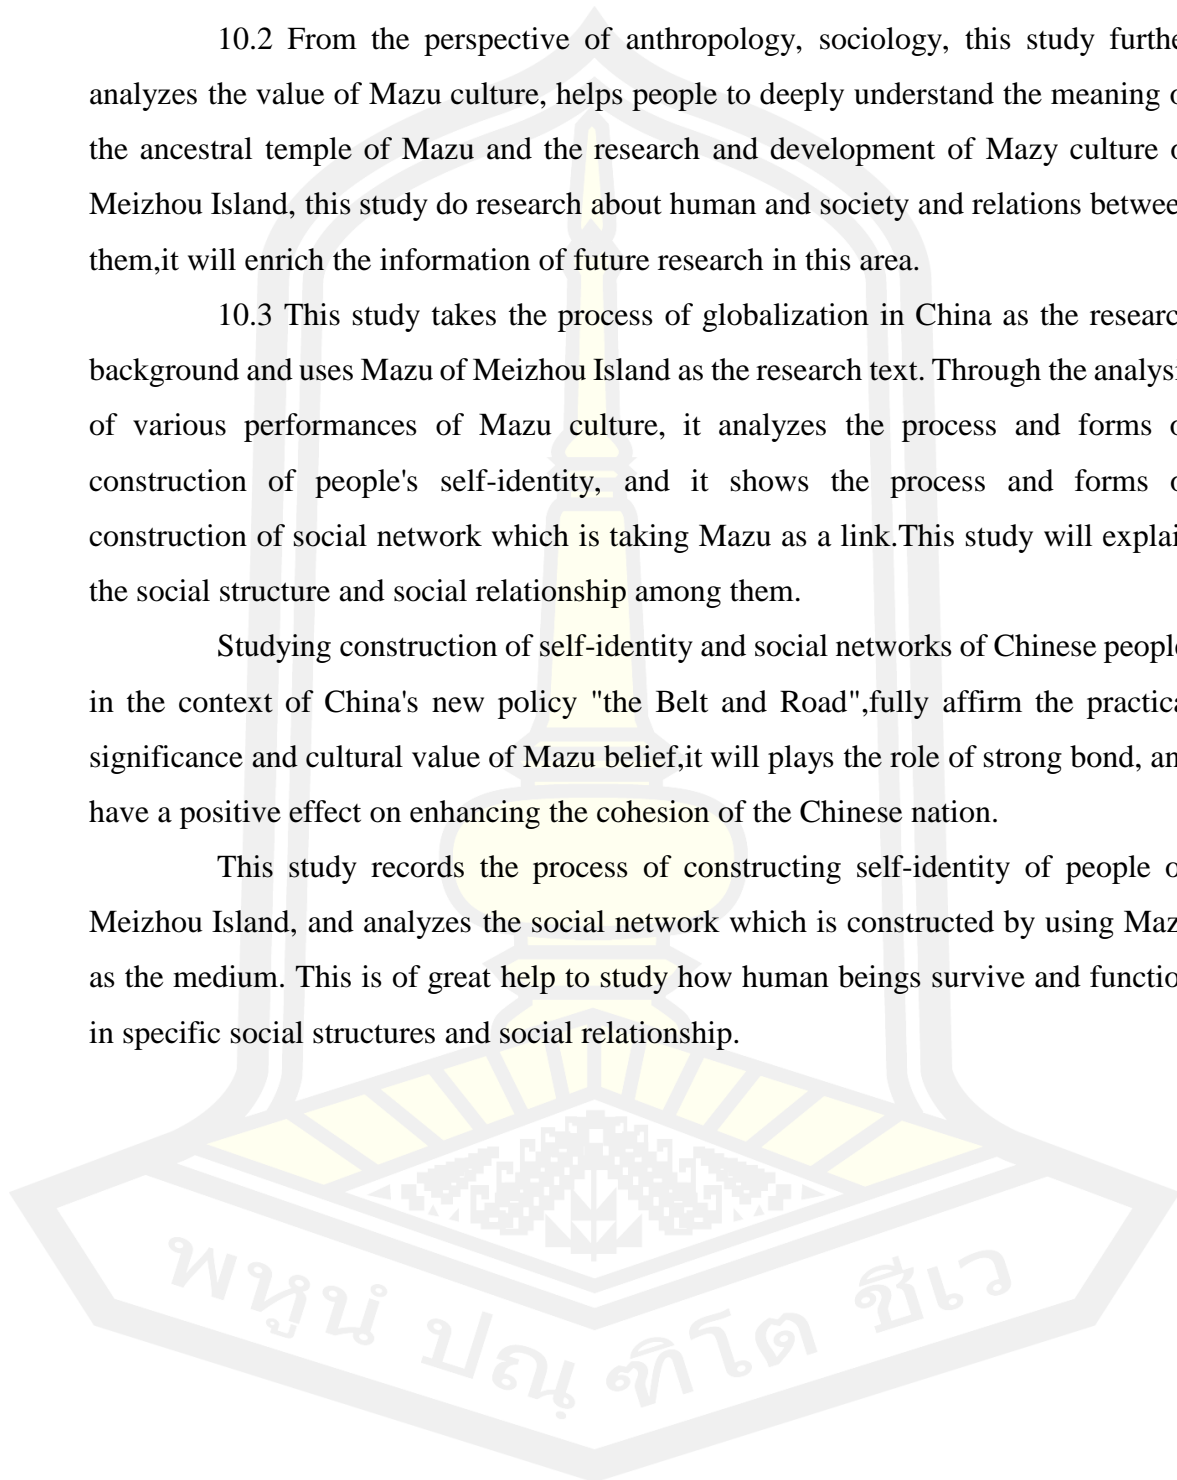 10.2 From the perspective of anthropology, sociology, this study furthe
analyzes the value of Mazu culture, helps people to deeply understand the meaning o
the ancestral temple of Mazu and the research and development of Mazy culture o
Meizhou Island, this study do research about human and society and relations betwee
them,it will enrich the information of future research in this area.
10.3 This study takes the process of globalization in China as the researc
background and uses Mazu of Meizhou Island as the research text. Through the analysi
of various performances of Mazu culture, it analyzes the process and forms o
construction of people's self-identity, and it shows the process and forms o
construction of social network which is taking Mazu as a link.This study will explai
the social structure and social relationship among them.
Studying construction of self-identity and social networks of Chinese people
in the context of China's new policy "the Belt and Road",fully affirm the practica
significance and cultural value of Mazu belief,it will plays the role of strong bond, an
have a positive effect on enhancing the cohesion of the Chinese nation.
This study records the process of constructing self-identity of people o
Meizhou Island, and analyzes the social network which is constructed by using Maz
as the medium. This is of great help to study how human beings survive and functio
in specific social structures and social relationship.
พหูนํ ปณฺฑิโต ชีเว